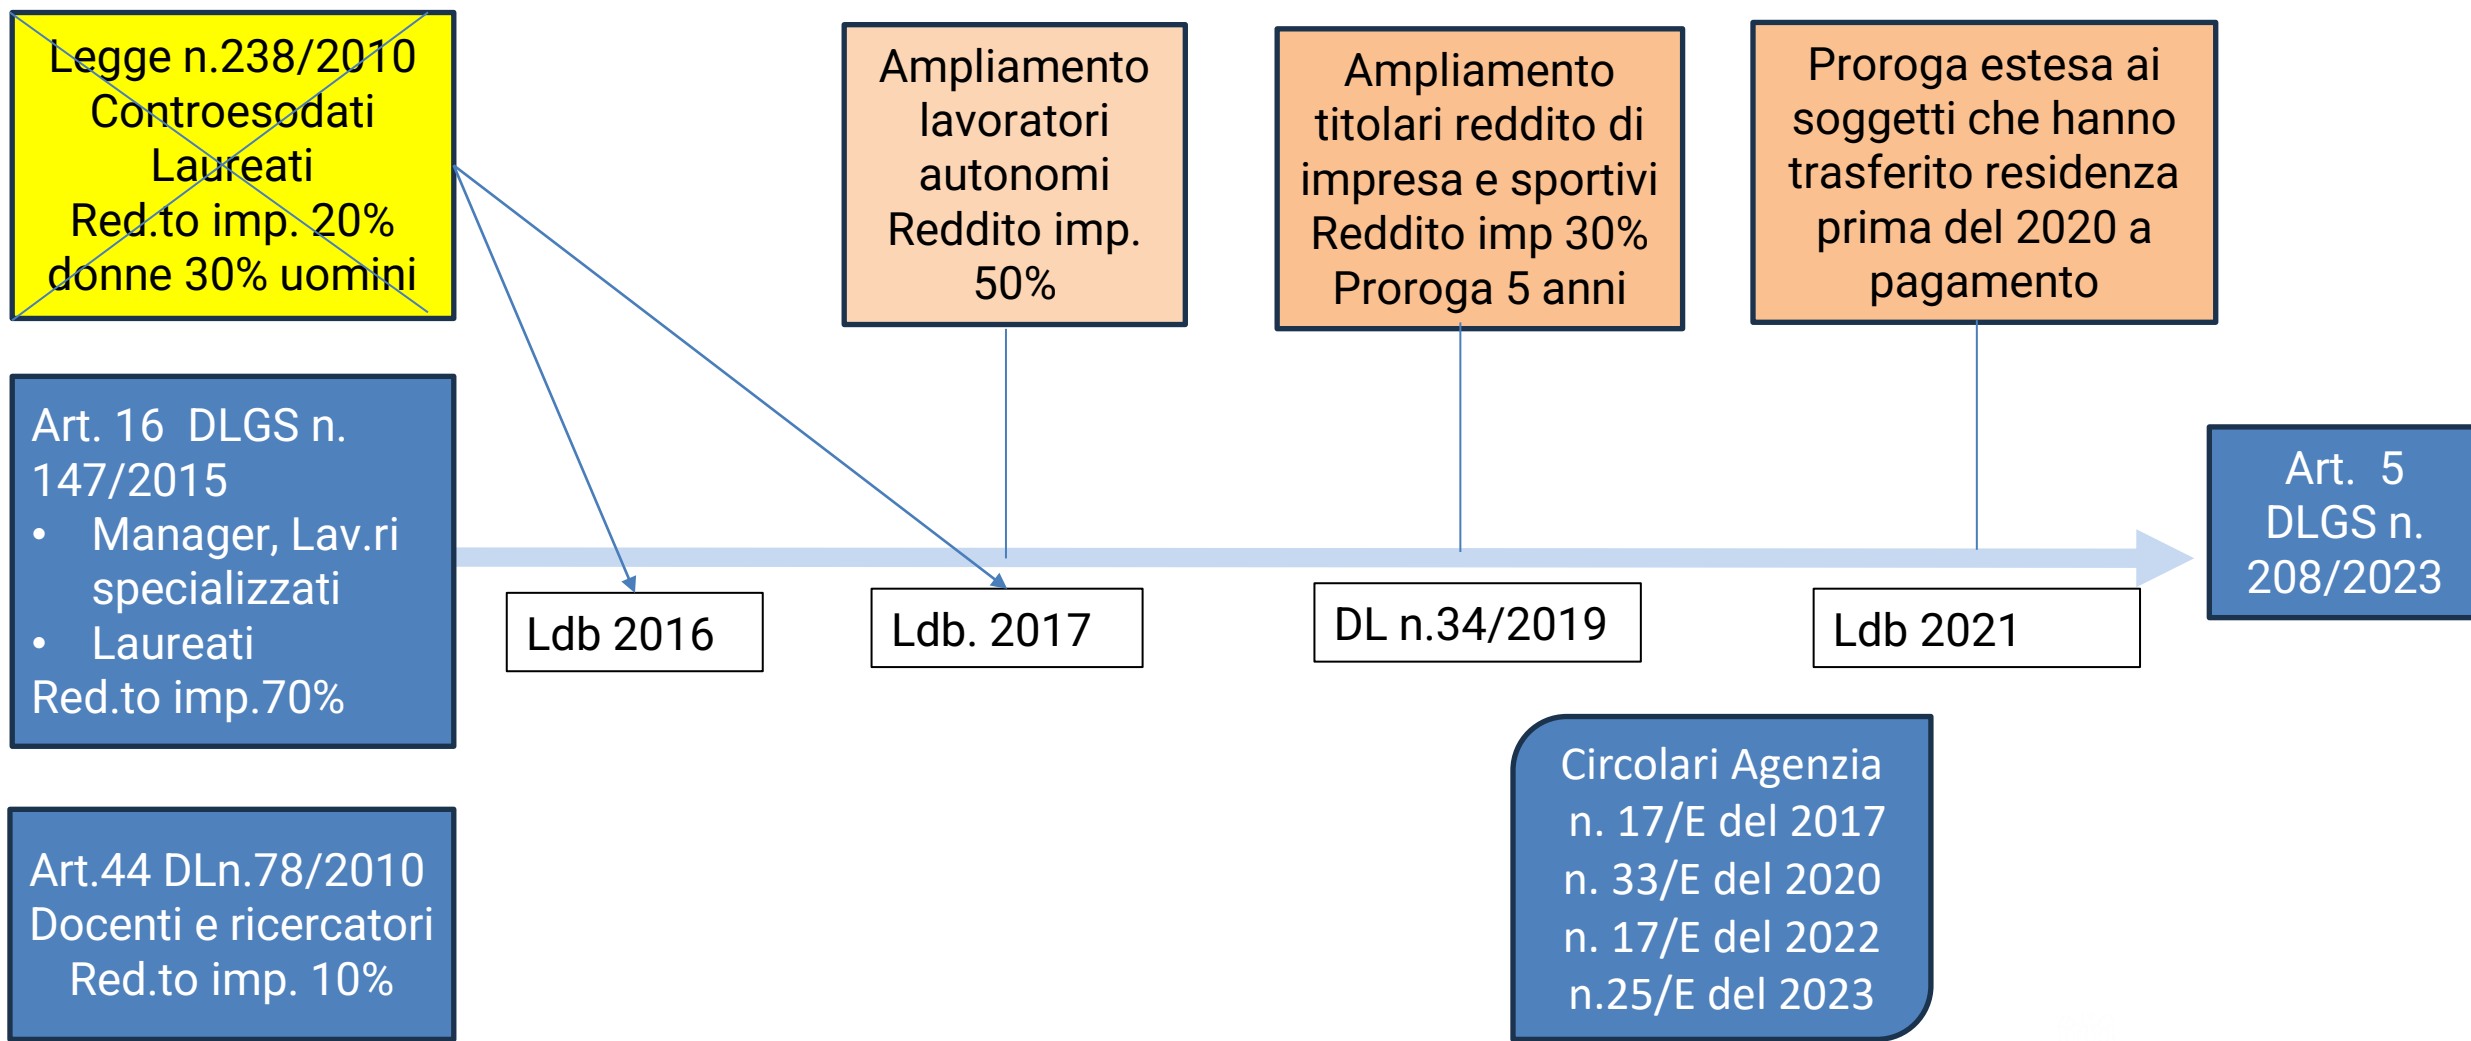 Legge n.238/2010
Controesodati
Laureati
Red.to imp. 20%
donne 30% uomini
Ampliamento
lavoratori
autonomi
Reddito imp.
50%
Ampliamento
titolari reddito di
impresa e sportivi
Reddito imp 30%
Proroga 5 anni
Proroga estesa ai
soggetti che hanno
trasferito residenza
prima del 2020 a
pagamento
Art. 16 DLGS n.
147/2015
• Manager, Lav.ri
specializzati
• Laureati
Red.to imp.70%
Art. 5
DLGS n.
208/2023
Ldb 2016
Ldb. 2017
DL n.34/2019
Ldb 2021
Art.44 DLn.78/2010
Docenti e ricercatori
Red.to imp. 10%
Circolari Agenzia
n. 17/E del 2017
n. 33/E del 2020
n. 17/E del 2022
n.25/E del 2023